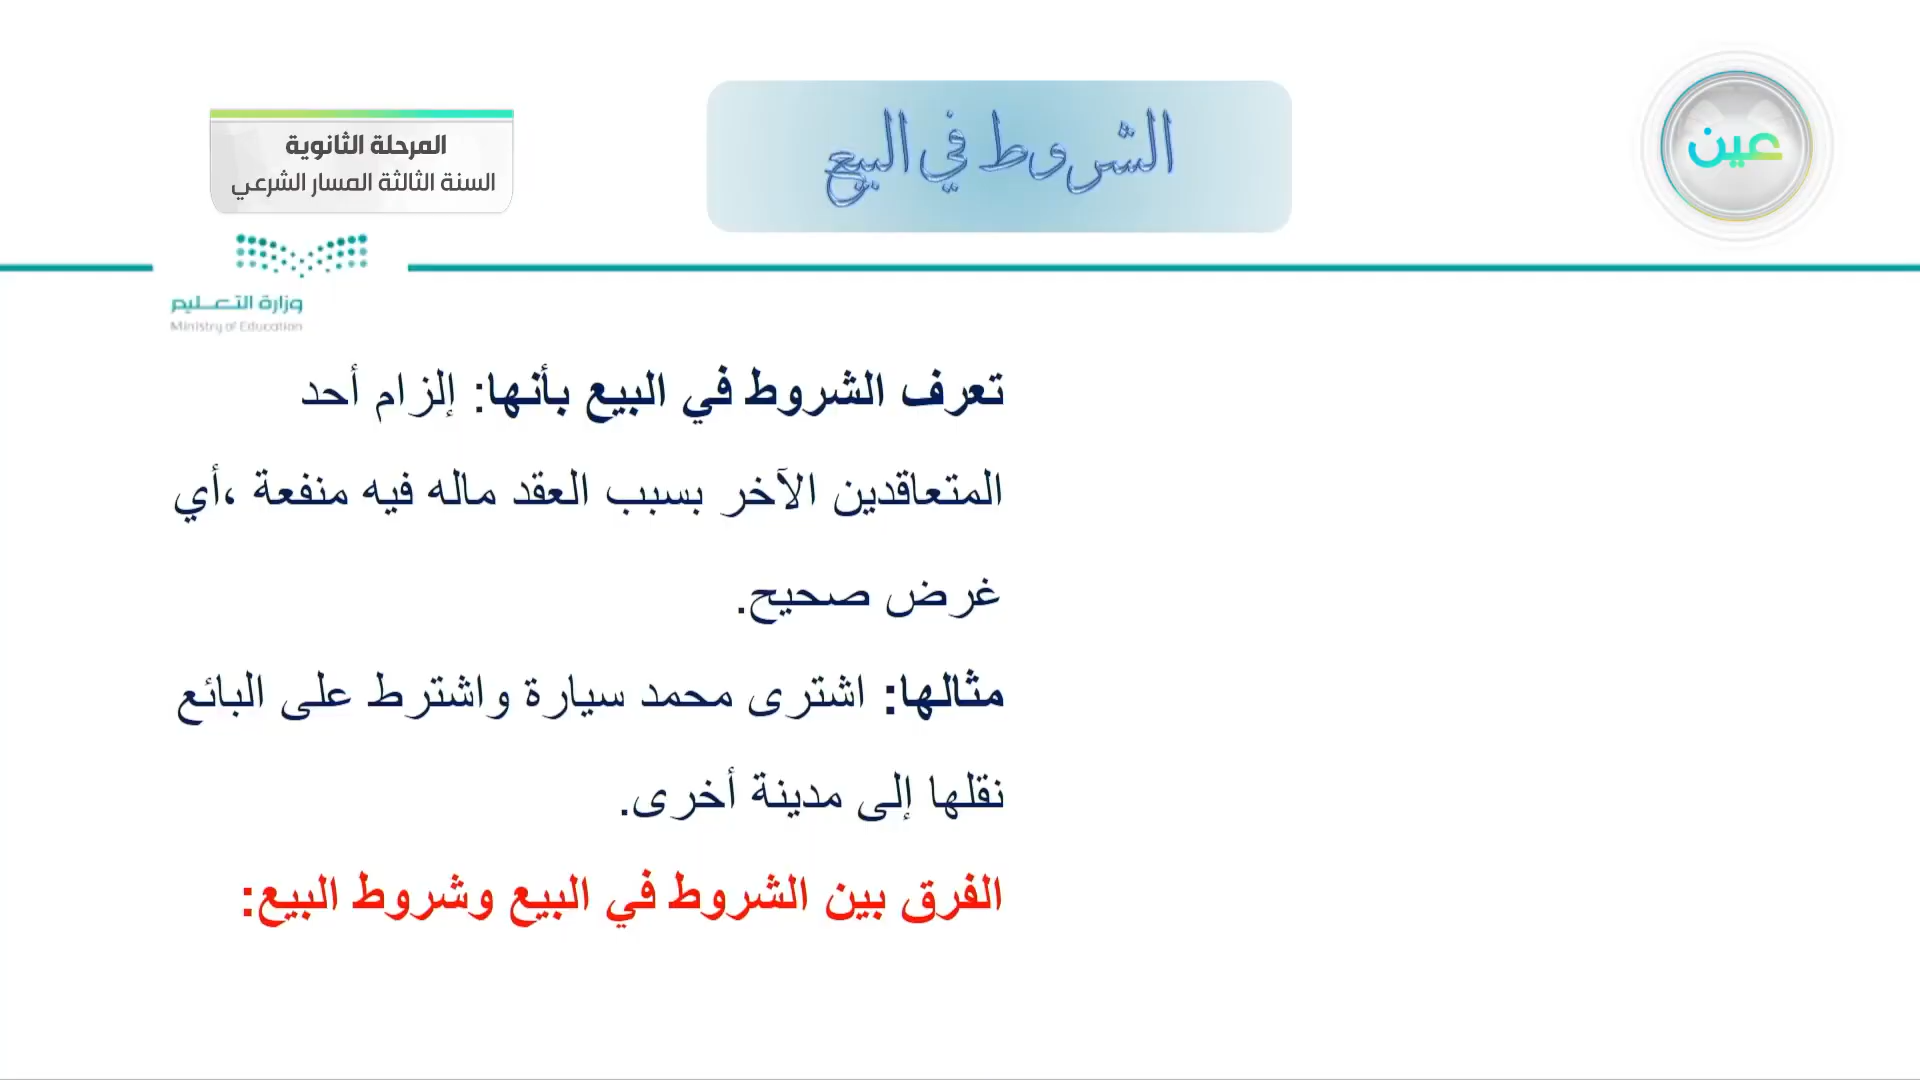 عين
الشروط في البيع
المرحلة الثانوية
السنة الثالثة المسار الشرعي
وزارة التعليم
Ministry of Education
تعرف الشروط في البيع بأنها: إلزام أحد
المتعاقدين الآخر بسبب العقد ماله فيه منفعة ،أي
غرض صحيح.
مثالها: اشترى محمد سيارة واشترط على البائع
نقلها إلى مدينة أخرى.
الفرق بين الشروط في البيع وشروط البيع: